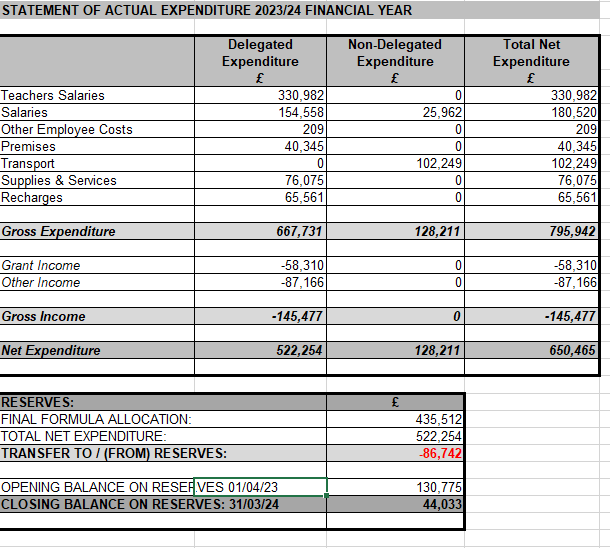 STATEMENT OF ACTUAL EXPENDITURE 2023/24 FINANCIAL YEAR
Delegated Expenditure £ Non-Delegated Expenditure £ Total Net Expenditure £
Teachers Salaries 330,982 0 330,982
Salaries 154,558 25,962 180,520
Other Employee Costs 209 0 209
Premises 40,345 0 40,345
Transport 0 102,249 102,249
Supplies & Services 76,075 0 76,075
Recharges 65,561 0 65,561
Gross Expenditure 667,731 128,211 795,942
Grant Income -58,310 0 -58,310
Other Income -87,166 0 -87,166
Gross Income -145,477 0 -145,477
Net Expenditure 522,254 128,211 650,465
RESERVES: £
FINAL FORMULA ALLOCATION: 435,512
TOTAL NET EXPENDITURE: 522,254
TRANSFER TO / (FROM) RESERVES: -86,742
OPENING BALANCE ON RESERVES 01/04/23 130,775
CLOSING BALANCE ON RESERVES: 31/03/24 44,033